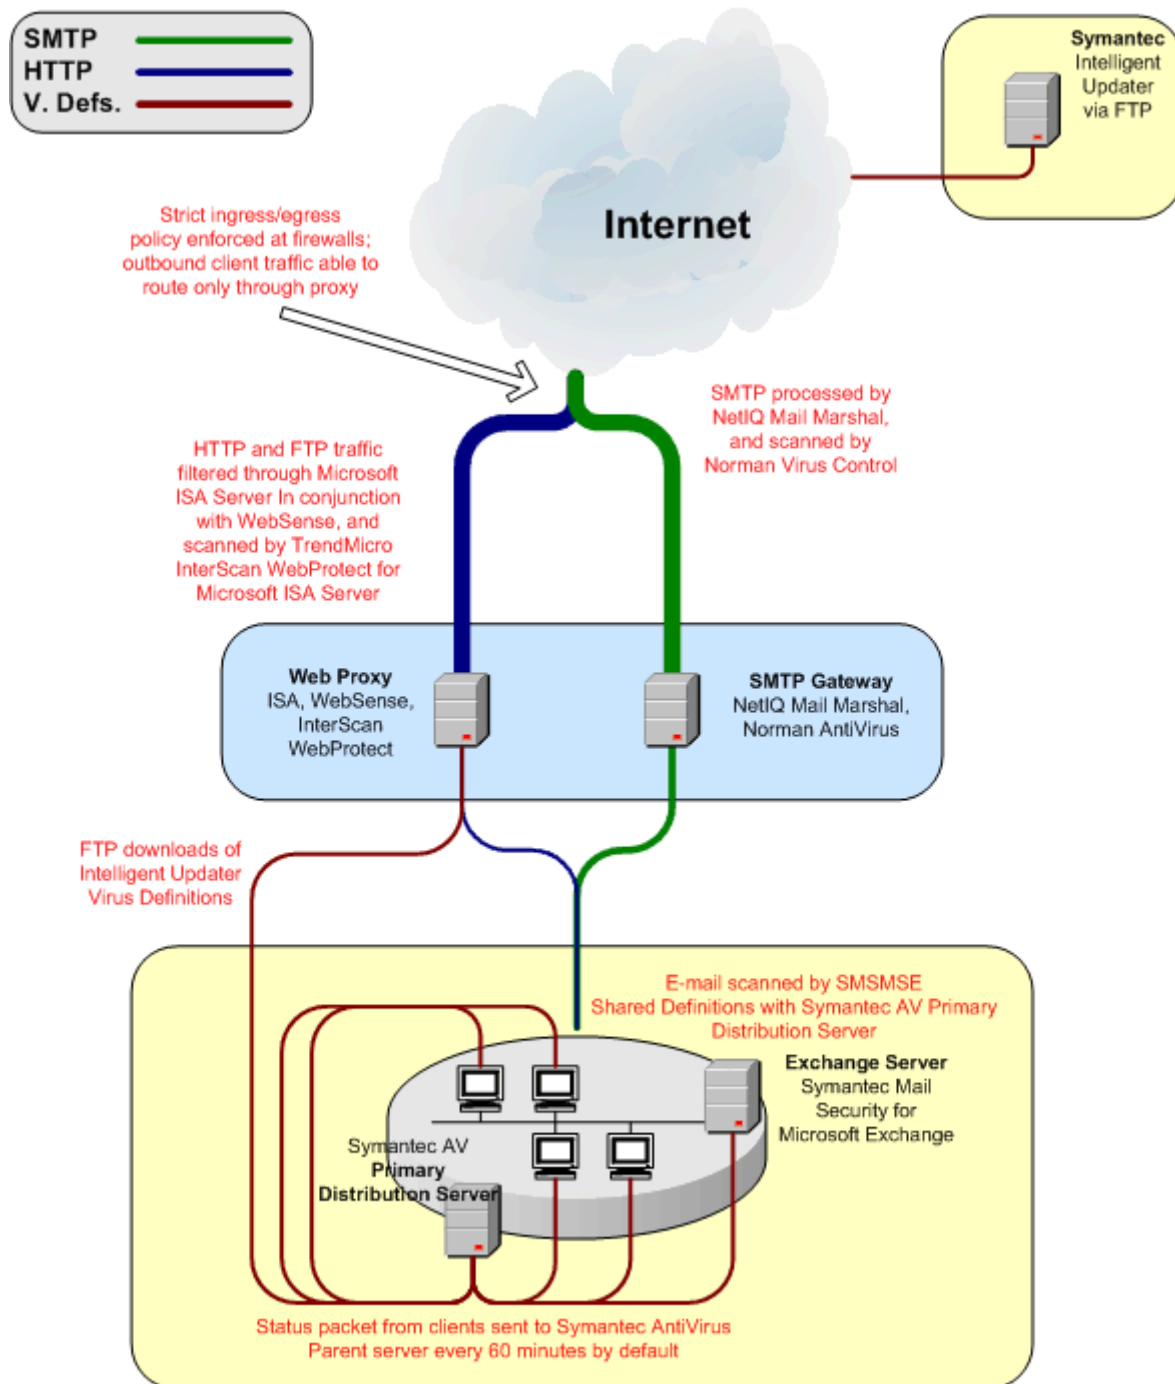 SMTP
HTTP
V. Defs.
Symantec
Intelligent
Updater
via FTP
Internet
Strict ingress/egress
policy enforced at firewalls;
outbound client traffic able to
route only through proxy
SMTP processed by
NetIQ Mail Marshal,
and scanned by
Norman Virus Control
HTTP and FTP traffic
filtered through Microsoft
ISA Server In conjunction
with WebSense, and
scanned by TrendMicro
InterScan WebProtect for
Microsoft ISA Server
Web Proxy
ISA, WebSense,
InterScan
WebProtect
SMTP Gateway
NetIQ Mail Marshal,
Norman AntiVirus
FTP downloads of
Intelligent Updater
Virus Definitions
E-mail scanned by SMSMSE
Shared Definitions with Symantec AV Primary
Distribution Server
Exchange Server
Symantec Mail
Security for
Microsoft Exchange
Symantec AV
Primary
Distribution Server
Status packet from clients sent to Symantec AntiVirus
Parent server every 60 minutes by default